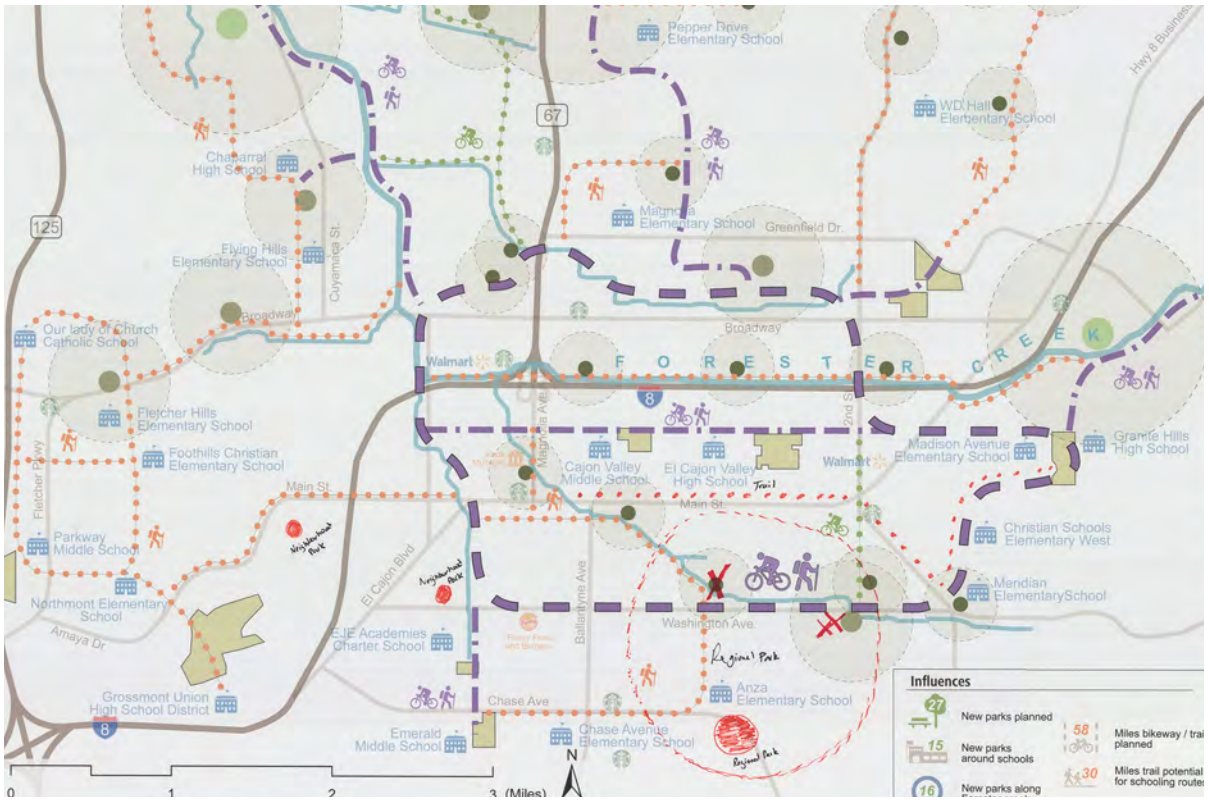 Pepper Drive
Elementary School
Hwy 8 Business
67
WD Hall
Elementary School
Chaparral
High School
125
Magnolia
Elementary School
Greenfield Dr.
Cuyamaca St.
Flying Hills
Elementary School
Our lady of Church
Catholic School
Broadway
Broadway
Walmart
FORESTER CREEK
8
Magnolia Ave.
2nd St.
Fletcher Hills
Elementary School
Foothills Christian
Elementary School
Fletcher Pkwy
Cajon Valley
Middle School
El Cajon Valley
High School
Walmart
Madison Avenue
Elementary School
Granite Hills
High School
Trail
Main St.
Main St.
Neighborhood
Park
Parkway
Middle School
El Cajon Blvd
Neighborhood
Park
Christian Schools
Elementary West
Northmont Elementary
School
Amaya Dr
Meridian
ElementarySchool
EJE Academies
Charter School
Ballantyne Ave
Washington Ave.
Regional Park
Grossmont Union
High School District
8
Chase Ave
Anza
Elementary School
Emerald
Middle School
Chase Avenue
Elementary School
Regional Park
N
0 1 2 3 (Miles)
Influences
27
New parks planned
15
New parks
around schools
16
New parks along
58
Miles bikeway / trai
planned
30
Miles trail potential
for schooling route